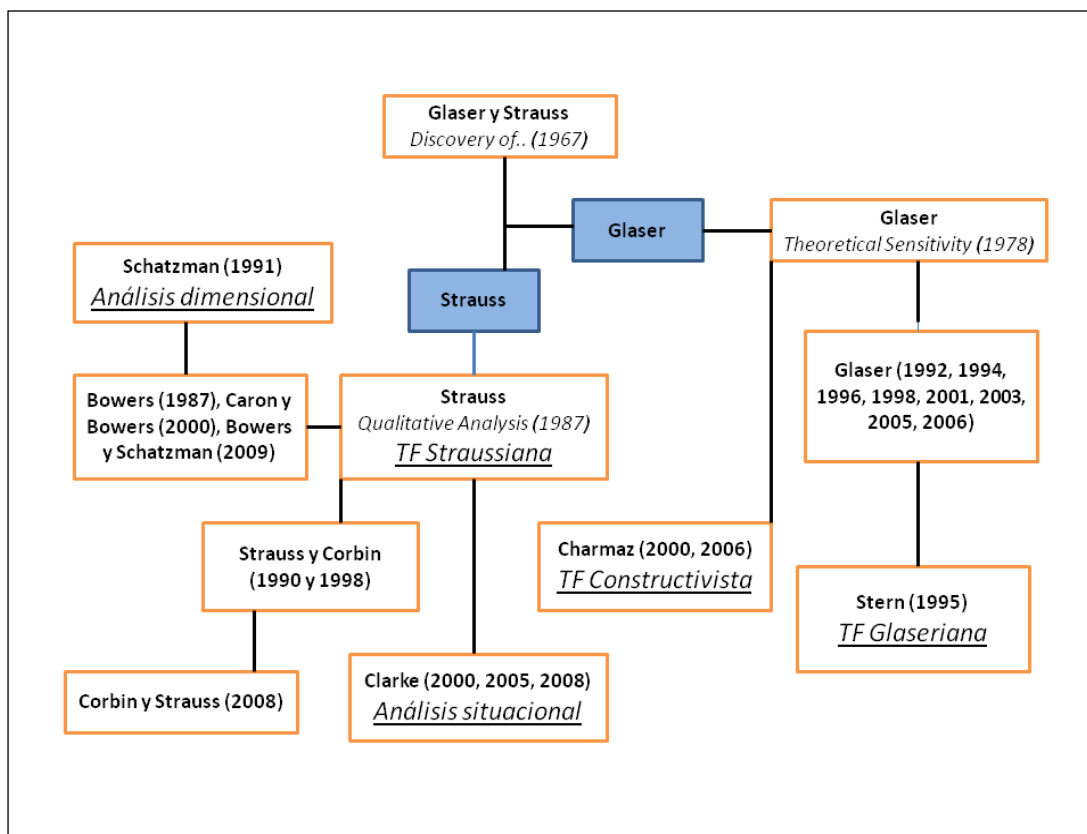 Glaser y Strauss
Discovery of.. (1967)
Glaser
Glaser
Theoretical Sensitivity (1978)
Schatzman (1991)
Análisis dimensional
Strauss
Bowers (1987), Caron y
Bowers (2000), Bowers
y Schatzman (2009)
Strauss
Qualitative Analysis (1987)
TF Straussiana
Glaser (1992, 1994,
1996, 1998, 2001, 2003,
2005, 2006)
Strauss y Corbin
(1990 y 1998)
Charmaz (2000, 2006)
TF Constructivista
Stern (1995)
TF Glaseriana
Corbin y Strauss (2008)
Clarke (2000, 2005, 2008)
Análisis situacional